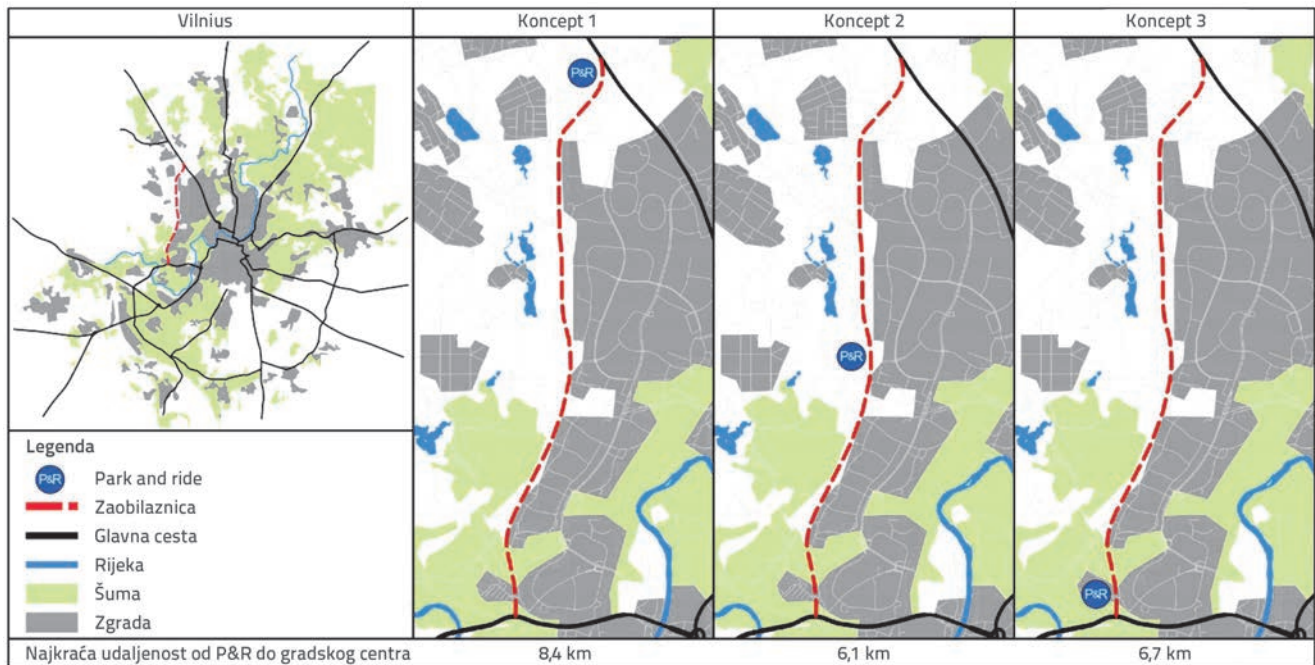 Vilnius
Koncept 1
Koncept 2
Koncept 3
P&R
P&R
P&R
Legenda
P&R Park and ride
Zaobilaznica
Glavna cesta
Rijeka
Šuma
Zgrada
Najkraća udaljenost od P&R do gradskog centra
8,4 km
6,1 km
6,7 km